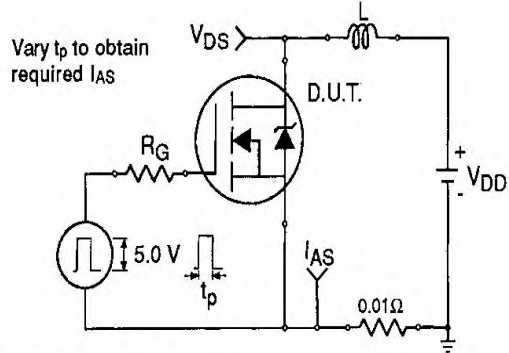 L
VDS
Vary tp to obtain
required IAS
D.U.T.
RG
+
VDD
-
5.0 V
tp
IAS
0.01Ω